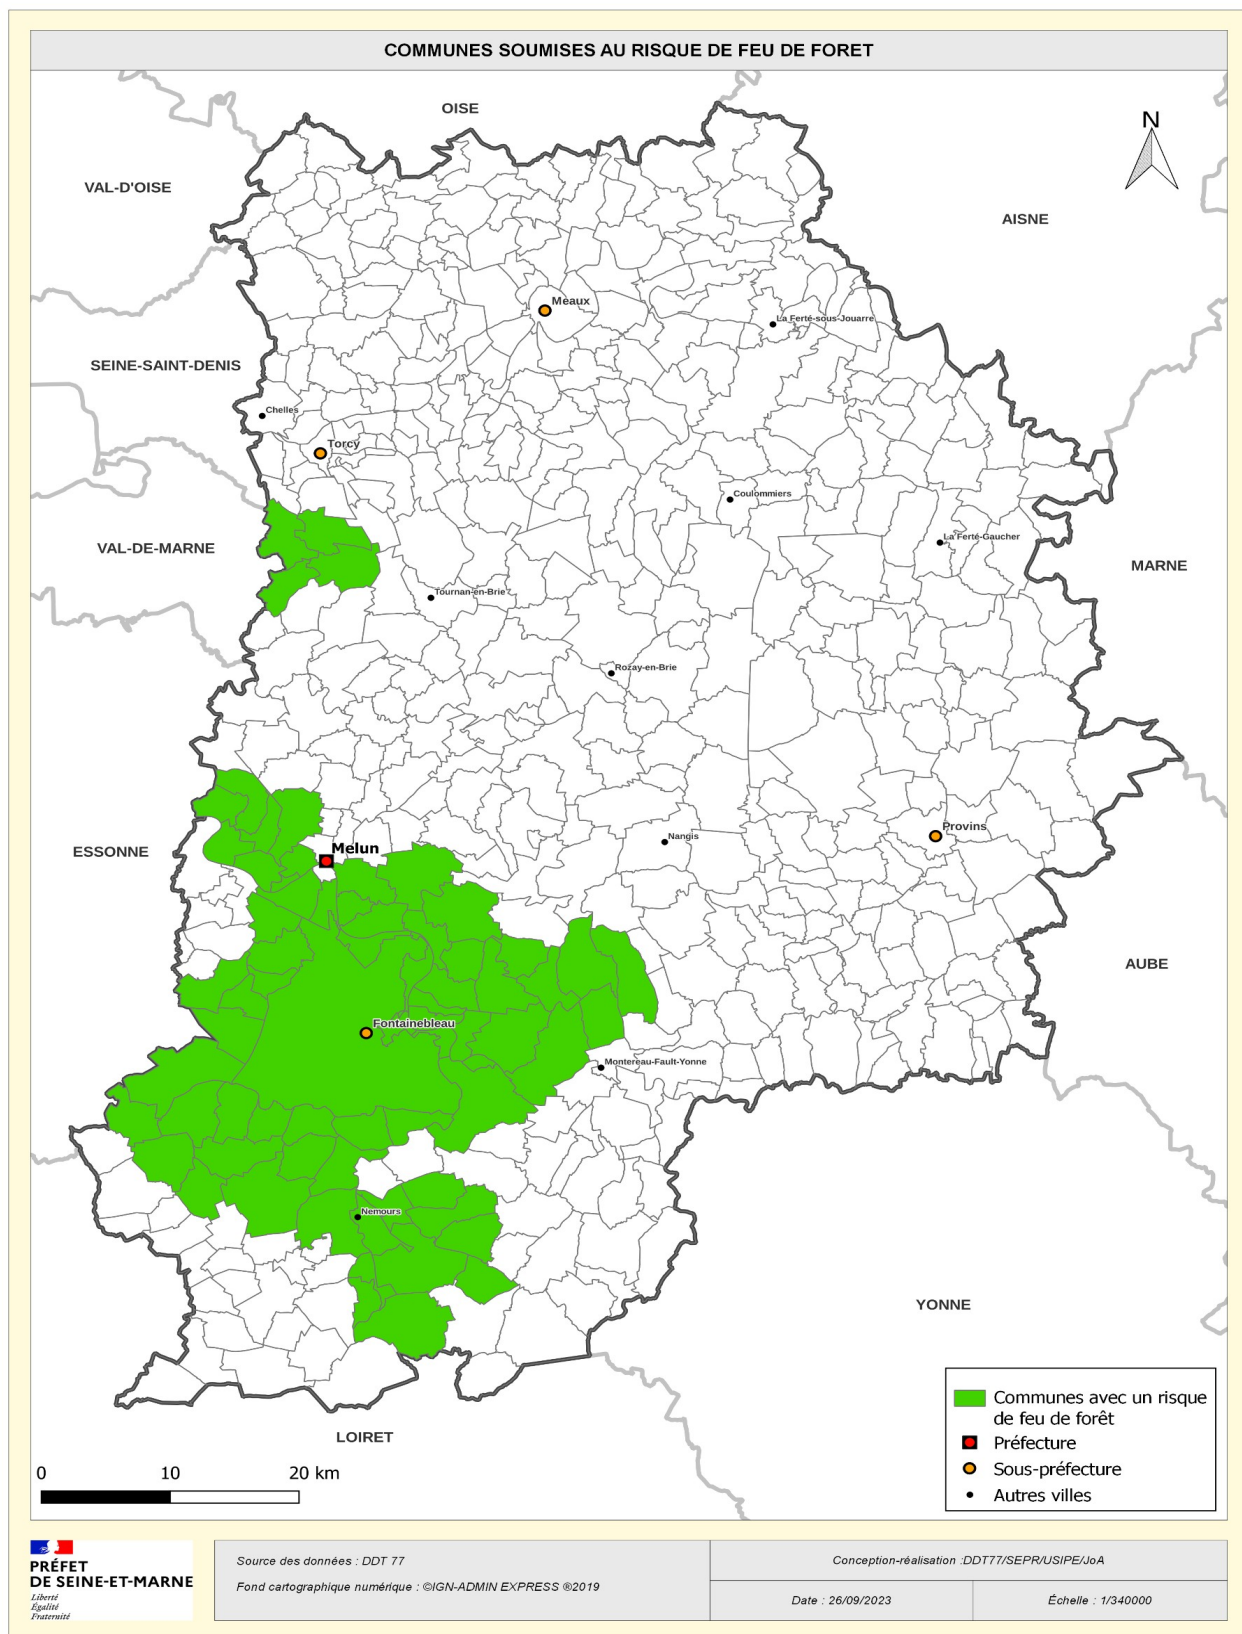 COMMUNES SOUMISES AU RISQUE DE FEU DE FORET
OISE
N
VAL-D'OISE
AISNE
Meaux
La Ferté-sous-Jouarre
SEINE-SAINT-DENIS
Chelles
Torcy
Coulommiers
La Ferté-Gaucher
VAL-DE-MARNE
MARNE
Tournan-en-Brie
Rozay-en-Brie
Provins
Nangis
Melun
ESSONNE
AUBE
Fontainebleau
Montereau-Fault-Yonne
Nemours
YONNE
LOIRET
Communes avec un risque
de feu de forêt
Préfecture
Sous-préfecture
Autres villes
0 10 20 km
PRÉFET
DE SEINE-ET-MARNE
Liberté
Égalité
Fraternité
Source des données : DDT 77
Fond cartographique numérique : ©IGN-ADMIN EXPRESS ®2019
Conception-réalisation :DDT77/SEPR/USIPE/JoA
Date : 26/09/2023
Échelle : 1/340000